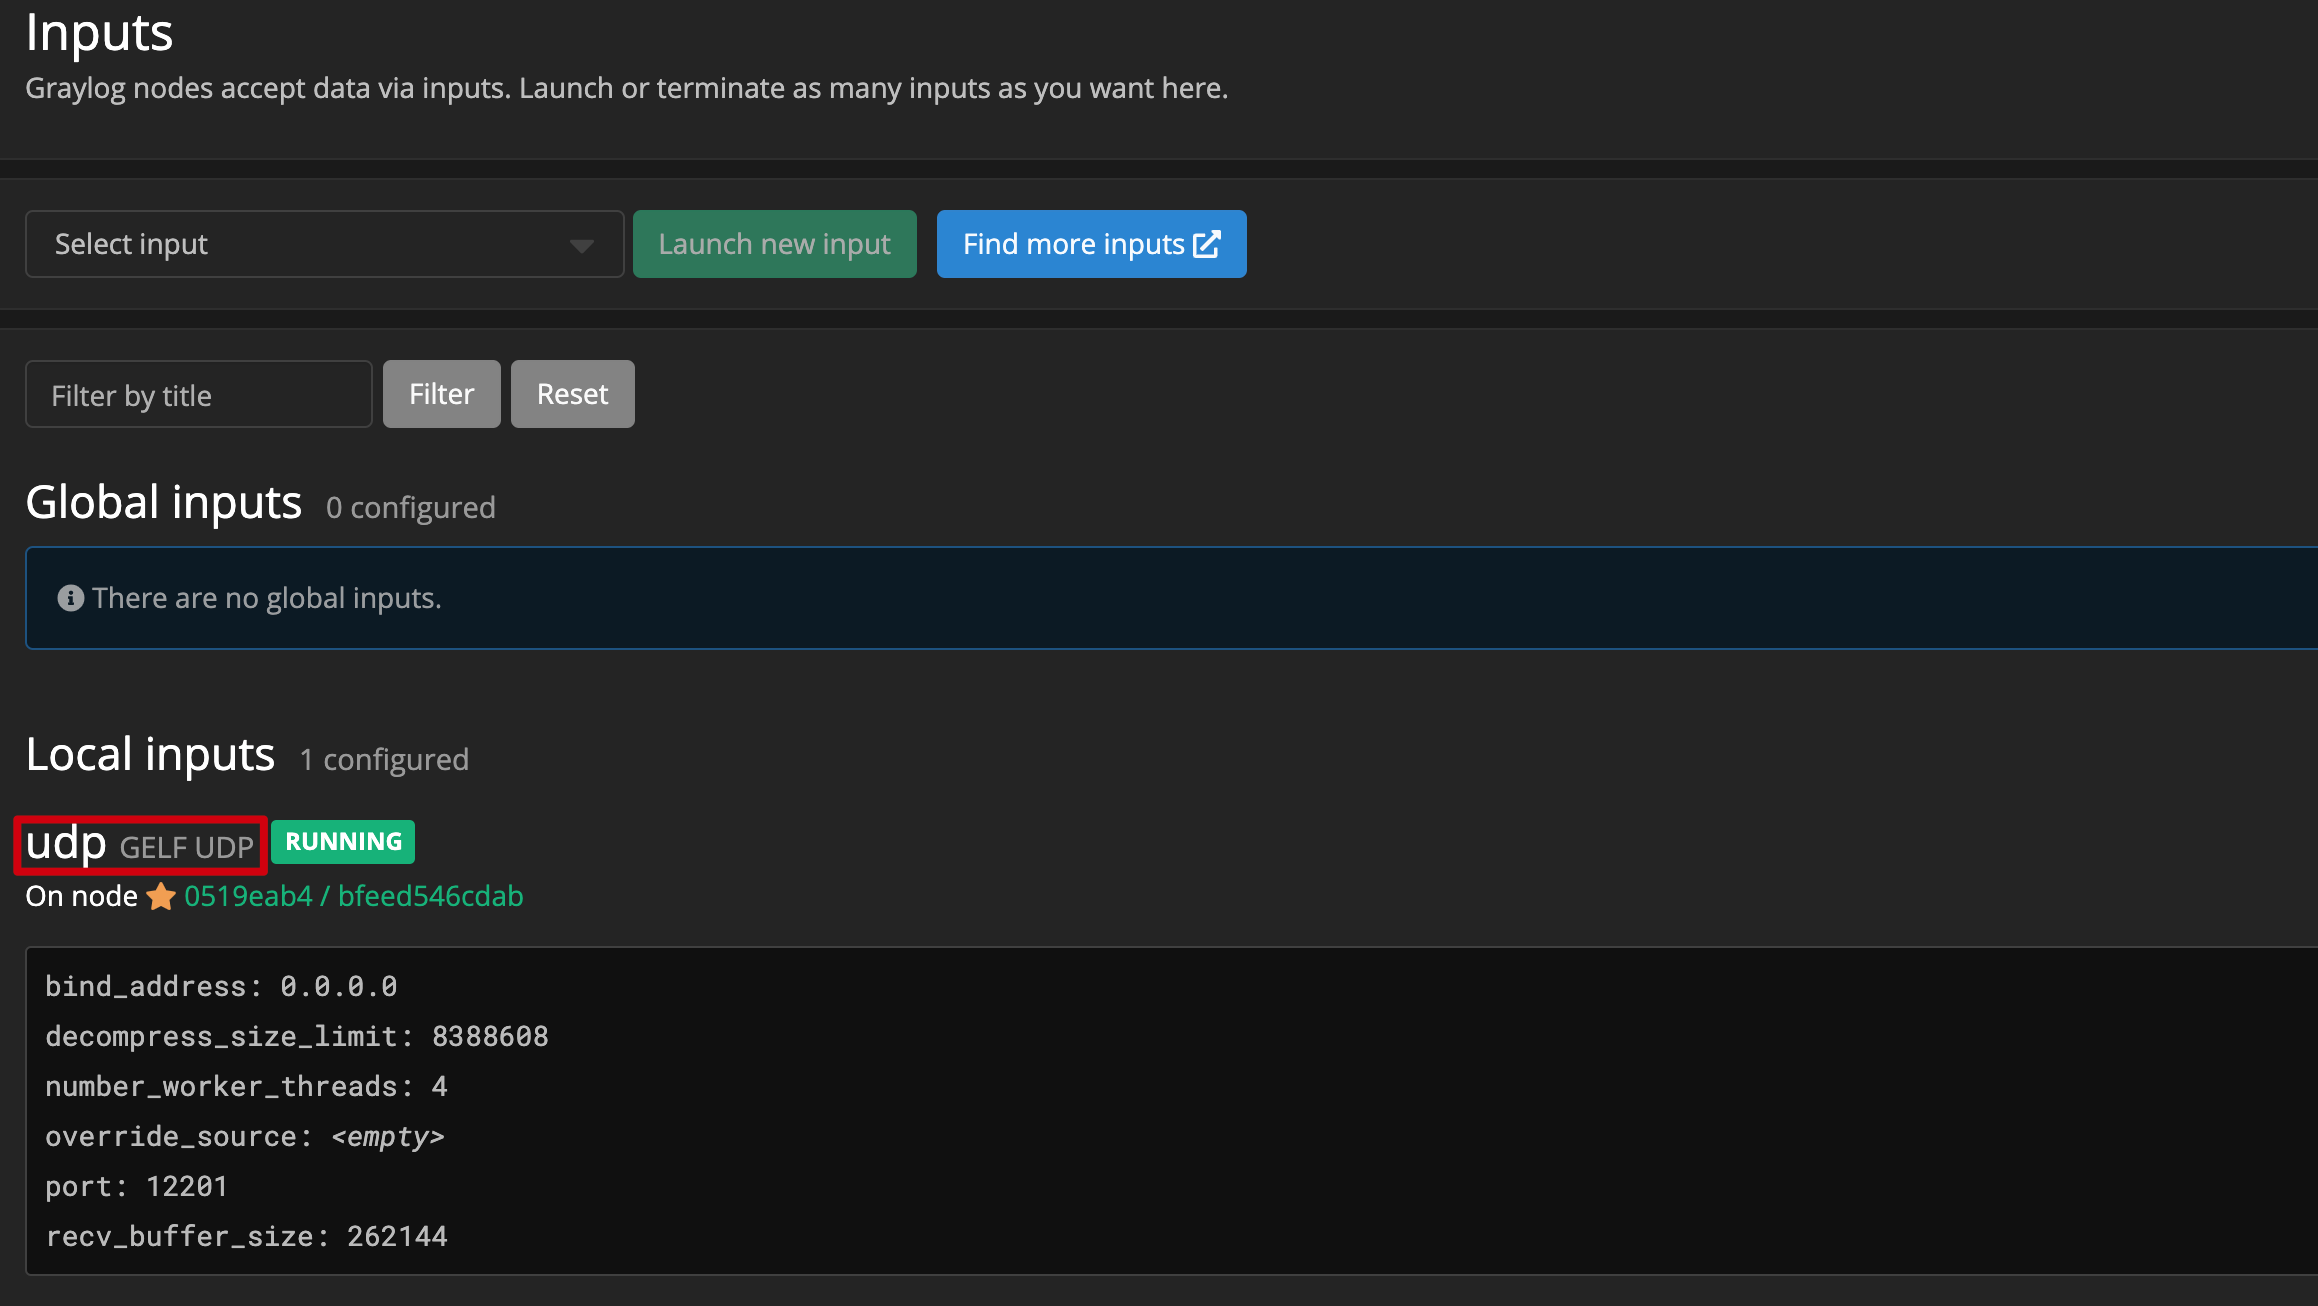 Inputs
Graylog nodes accept data via inputs. Launch or terminate as many inputs as you want here.
Select input Launch new input Find more inputs
Filter by title Filter Reset
Global inputs 0 configured
There are no global inputs.
Local inputs 1 configured
udp GELF UDP RUNNING
On node 0519eab4 / bfeed546cdab
bind_address: 0.0.0.0
decompress_size_limit: 8388608
number_worker_threads: 4
override_source: <empty>
port: 12201
recv_buffer_size: 262144